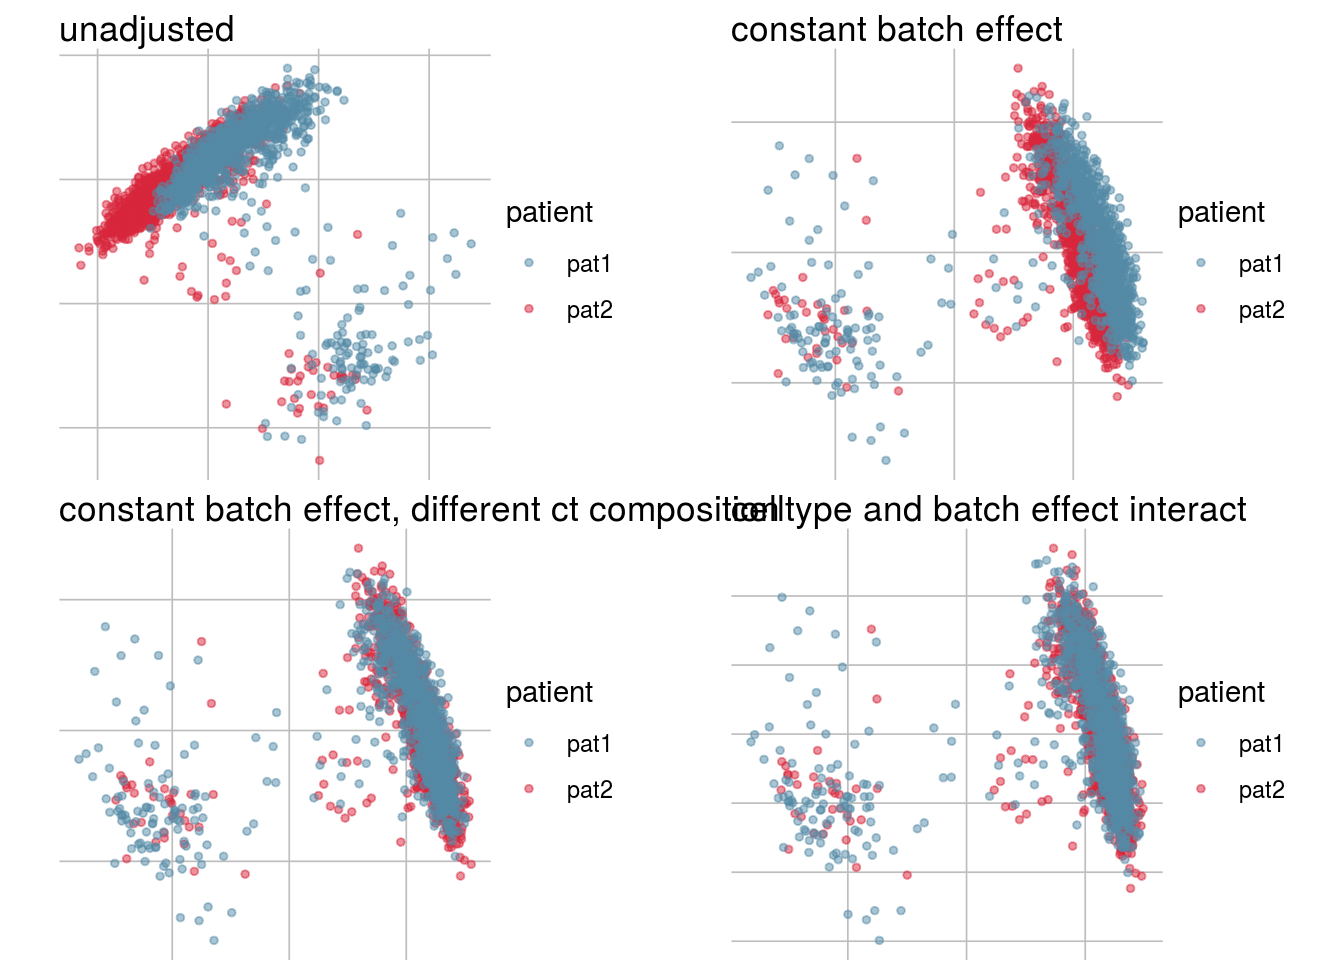 unadjusted
patient
pat1
pat2
constant batch effect
patient
pat1
pat2
constant batch effect, different ct composition
patient
pat1
pat2
celltype and batch effect interact
patient
pat1
pat2